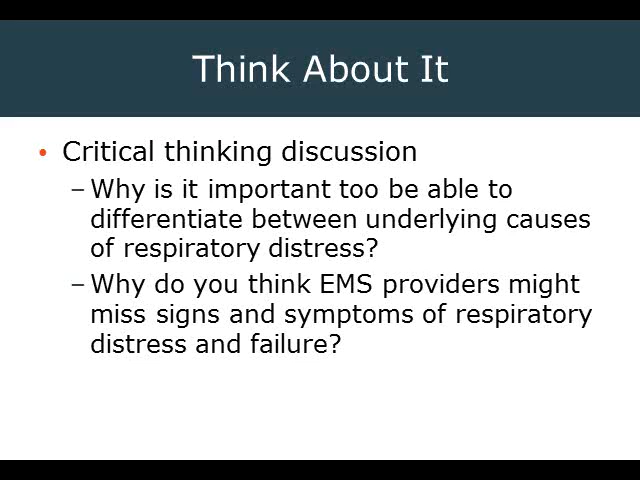 Think About It
• Critical thinking discussion
– Why is it important too be able to
differentiate between underlying causes
of respiratory distress?
– Why do you think EMS providers might
miss signs and symptoms of respiratory
distress and failure?